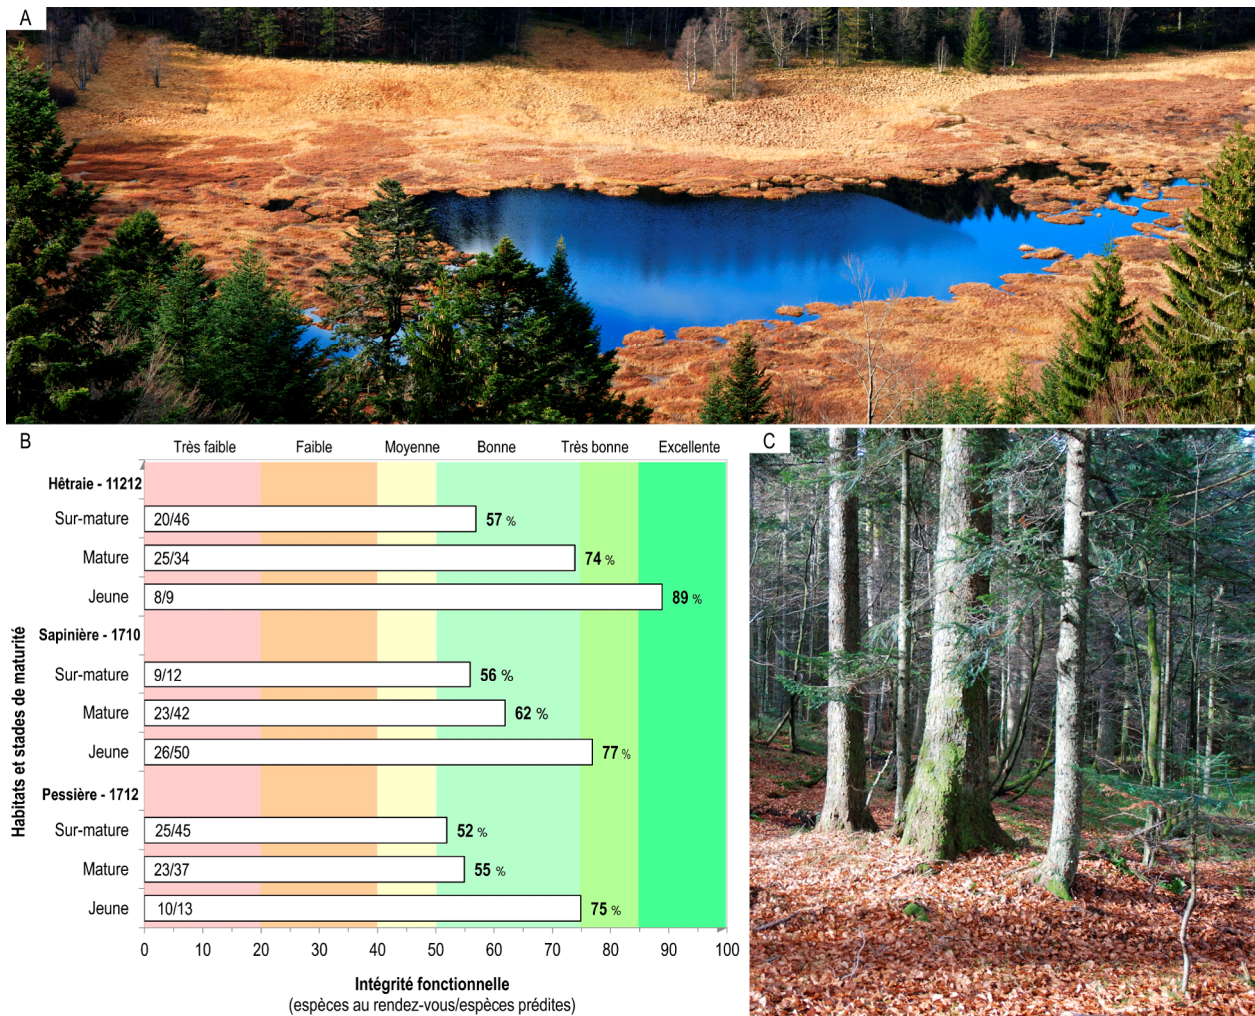 A
B
Très faible Faible Moyenne Bonne Très bonne Excellente
Hêtraie - 11212
Sur-mature 20/46 57 %
Mature 25/34 74 %
Jeune 8/9 89 %
Sapinière - 1710
Sur-mature 9/12 56 %
Mature 23/42 62 %
Jeune 26/50 77 %
Pessière - 1712
Sur-mature 25/45 52 %
Mature 23/37 55 %
Jeune 10/13 75 %
Habitats et stades de maturité
0 10 20 30 40 50 60 70 80 90 100
Intégrité fonctionnelle
(espèces au rendez-vous/espèces prédites)
C